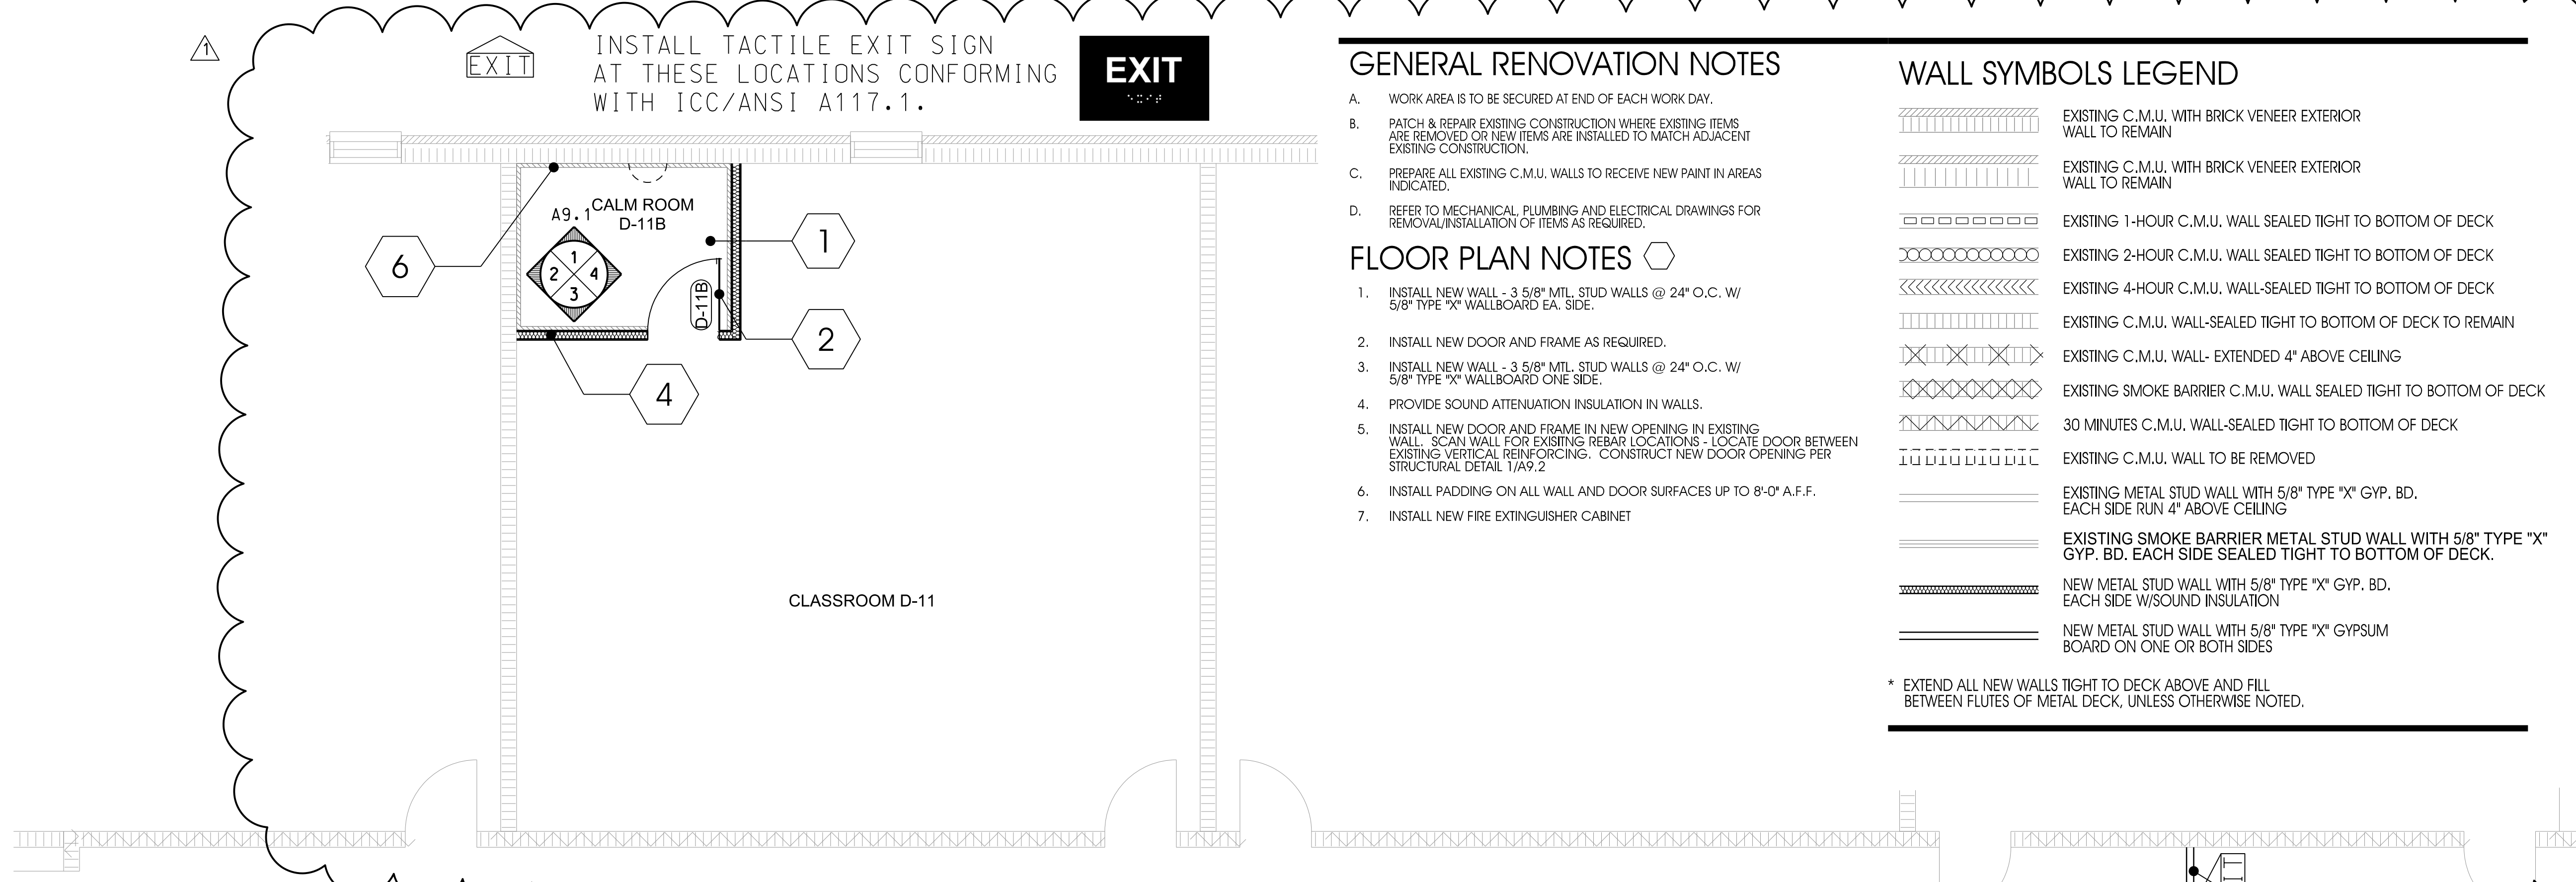 1
EXIT
INSTALL TACTILE EXIT SIGN
AT THESE LOCATIONS CONFORMING
WITH ICC/ANSI A117.1.
EXIT
CALM ROOM
D-11B
A9.1
1
2
4
3
6
1
D-11B
2
4
CLASSROOM D-11
GENERAL RENOVATION NOTES
A. WORK AREA IS TO BE SECURED AT END OF EACH WORK DAY.
B. PATCH & REPAIR EXISTING CONSTRUCTION WHERE EXISTING ITEMS
ARE REMOVED OR NEW ITEMS ARE INSTALLED TO MATCH ADJACENT
EXISTING CONSTRUCTION.
C. PREPARE ALL EXISTING C.M.U. WALLS TO RECEIVE NEW PAINT IN AREAS
INDICATED.
D. REFER TO MECHANICAL, PLUMBING AND ELECTRICAL DRAWINGS FOR
REMOVAL/INSTALLATION OF ITEMS AS REQUIRED.
FLOOR PLAN NOTES
1. INSTALL NEW WALL - 3 5/8" MTL. STUD WALLS @ 24" O.C. W/
5/8" TYPE "X" WALLBOARD EA. SIDE.
2. INSTALL NEW DOOR AND FRAME AS REQUIRED.
3. INSTALL NEW WALL - 3 5/8" MTL. STUD WALLS @ 24" O.C. W/
5/8" TYPE "X" WALLBOARD ONE SIDE.
4. PROVIDE SOUND ATTENUATION INSULATION IN WALLS.
5. INSTALL NEW DOOR AND FRAME IN NEW OPENING IN EXISTING
WALL. SCAN WALL FOR EXISITNG REBAR LOCATIONS - LOCATE DOOR BETWEEN
EXISTING VERTICAL REINFORCING. CONSTRUCT NEW DOOR OPENING PER
STRUCTURAL DETAIL 1/A9.2
6. INSTALL PADDING ON ALL WALL AND DOOR SURFACES UP TO 8'-0" A.F.F.
7. INSTALL NEW FIRE EXTINGUISHER CABINET
WALL SYMBOLS LEGEND
EXISTING C.M.U. WITH BRICK VENEER EXTERIOR
WALL TO REMAIN
EXISTING C.M.U. WITH BRICK VENEER EXTERIOR
WALL TO REMAIN
EXISTING 1-HOUR C.M.U. WALL SEALED TIGHT TO BOTTOM OF DECK
EXISTING 2-HOUR C.M.U. WALL SEALED TIGHT TO BOTTOM OF DECK
EXISTING 4-HOUR C.M.U. WALL-SEALED TIGHT TO BOTTOM OF DECK
EXISTING C.M.U. WALL-SEALED TIGHT TO BOTTOM OF DECK TO REMAIN
EXISTING C.M.U. WALL- EXTENDED 4" ABOVE CEILING
EXISTING SMOKE BARRIER C.M.U. WALL SEALED TIGHT TO BOTTOM OF DECK
30 MINUTES C.M.U. WALL-SEALED TIGHT TO BOTTOM OF DECK
EXISTING C.M.U. WALL TO BE REMOVED
EXISTING METAL STUD WALL WITH 5/8" TYPE "X" GYP. BD.
EACH SIDE RUN 4" ABOVE CEILING
EXISTING SMOKE BARRIER METAL STUD WALL WITH 5/8" TYPE "X"
GYP. BD. EACH SIDE SEALED TIGHT TO BOTTOM OF DECK.
NEW METAL STUD WALL WITH 5/8" TYPE "X" GYP. BD.
EACH SIDE W/SOUND INSULATION
NEW METAL STUD WALL WITH 5/8" TYPE "X" GYPSUM
BOARD ON ONE OR BOTH SIDES
* EXTEND ALL NEW WALLS TIGHT TO DECK ABOVE AND FILL
BETWEEN FLUTES OF METAL DECK, UNLESS OTHERWISE NOTED.